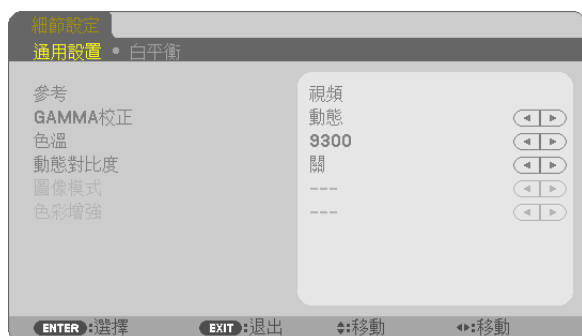 細節設定
通用設置 • 白平衡
參考 視頻
GAMMA校正 動態
色溫 9300
動態對比度 關
圖像模式 ---
色彩增強 ---
ENTER:選擇 EXIT:退出 :移動 :移動